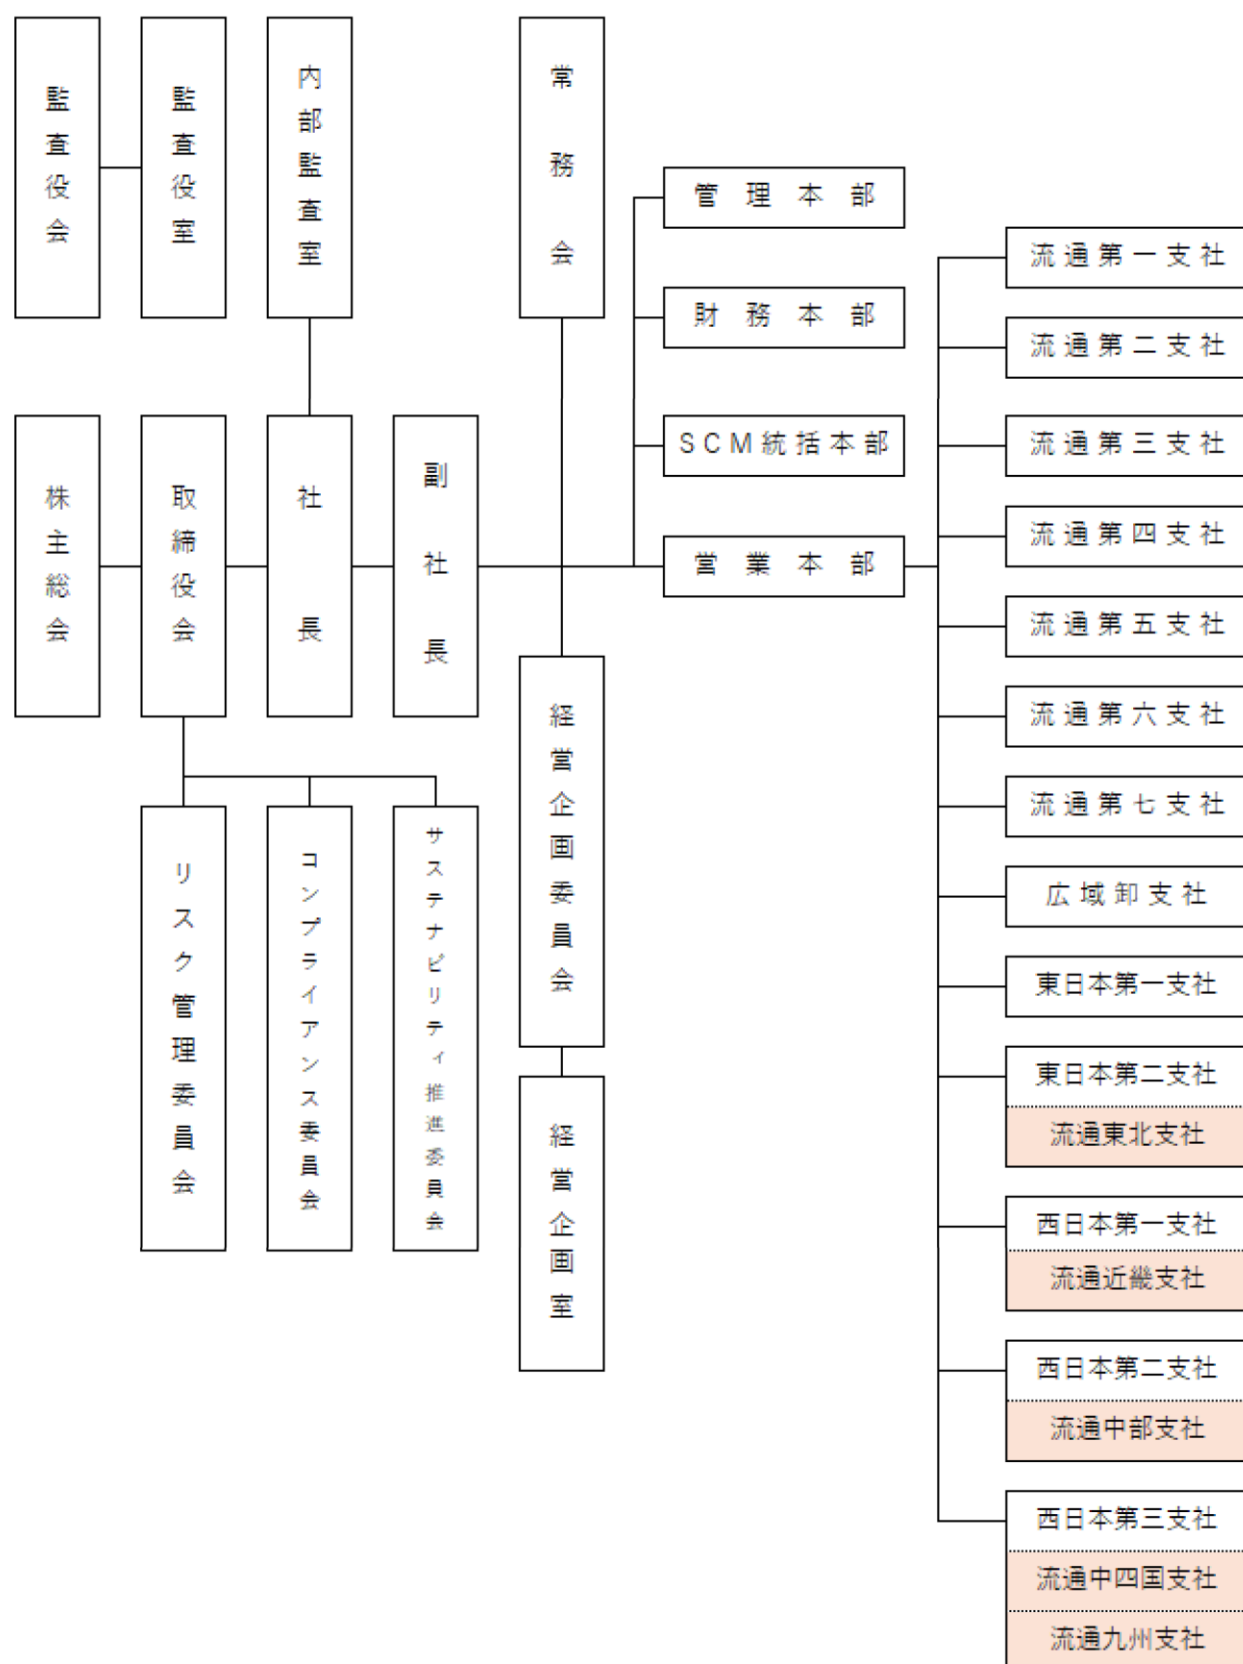 監査役会
監査役室
内部監査室
常務会
管理本部
財務本部
SCM統括本部
営業本部
株主総会
取締役会
社長
副社長
経営企画委員会
経営企画室
リスク管理委員会
コンプライアンス委員会
サステナビリティ推進委員会
流通第一支社
流通第二支社
流通第三支社
流通第四支社
流通第五支社
流通第六支社
流通第七支社
広域卸支社
東日本第一支社
東日本第二支社
流通東北支社
西日本第一支社
流通近畿支社
西日本第二支社
流通中部支社
西日本第三支社
流通中四国支社
流通九州支社